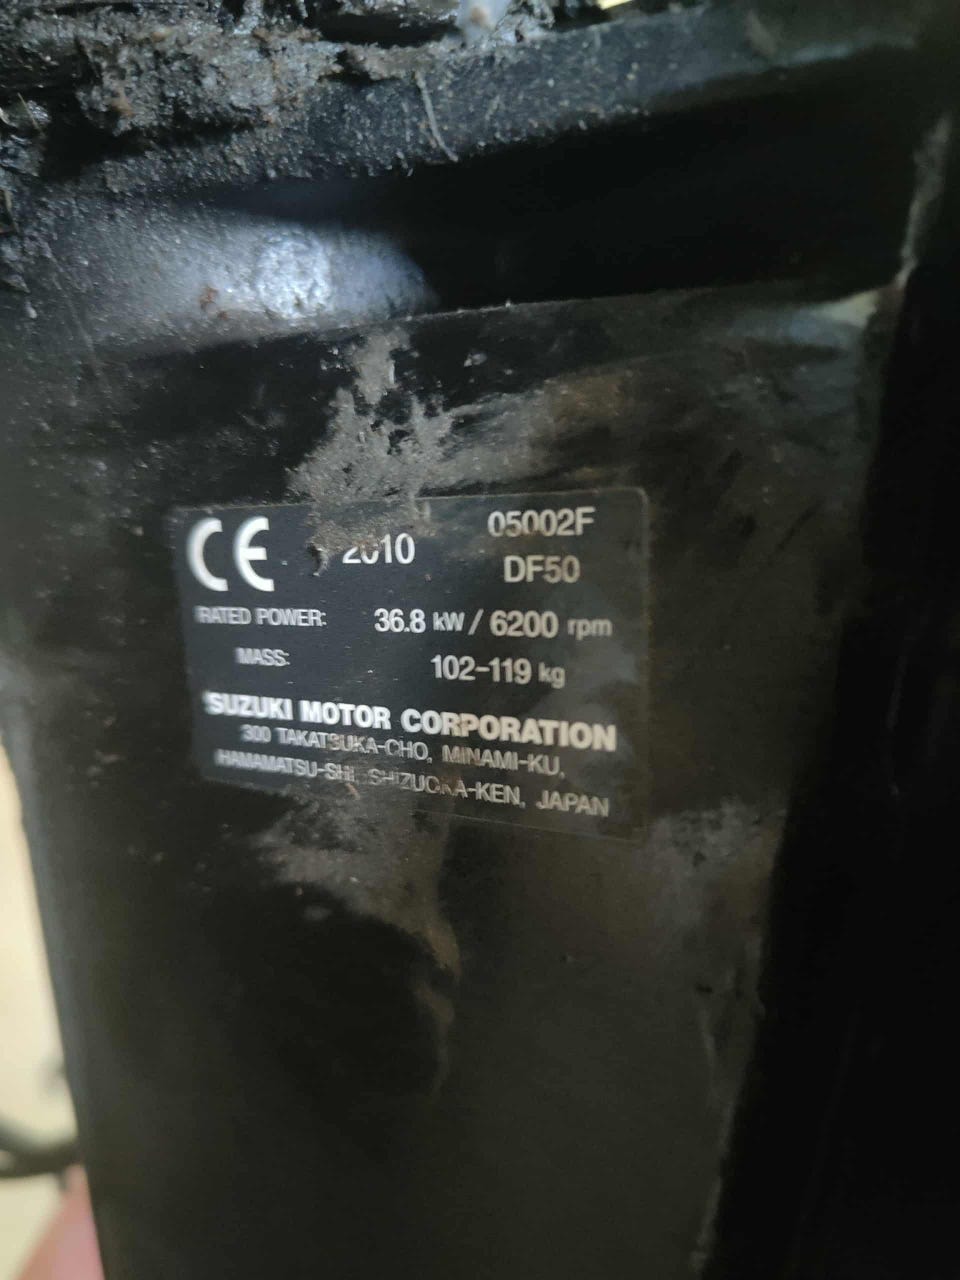 CE 2010 05002F
DF50
RATED POWER: 36.8 kW / 6200 rpm
MASS: 102-119 kg
SUZUKI MOTOR CORPORATION
300 TAKATSUKA-CHO, MINAMI-KU,
HAMAMATSU-SHI, SHIZUOKA-KEN, JAPAN